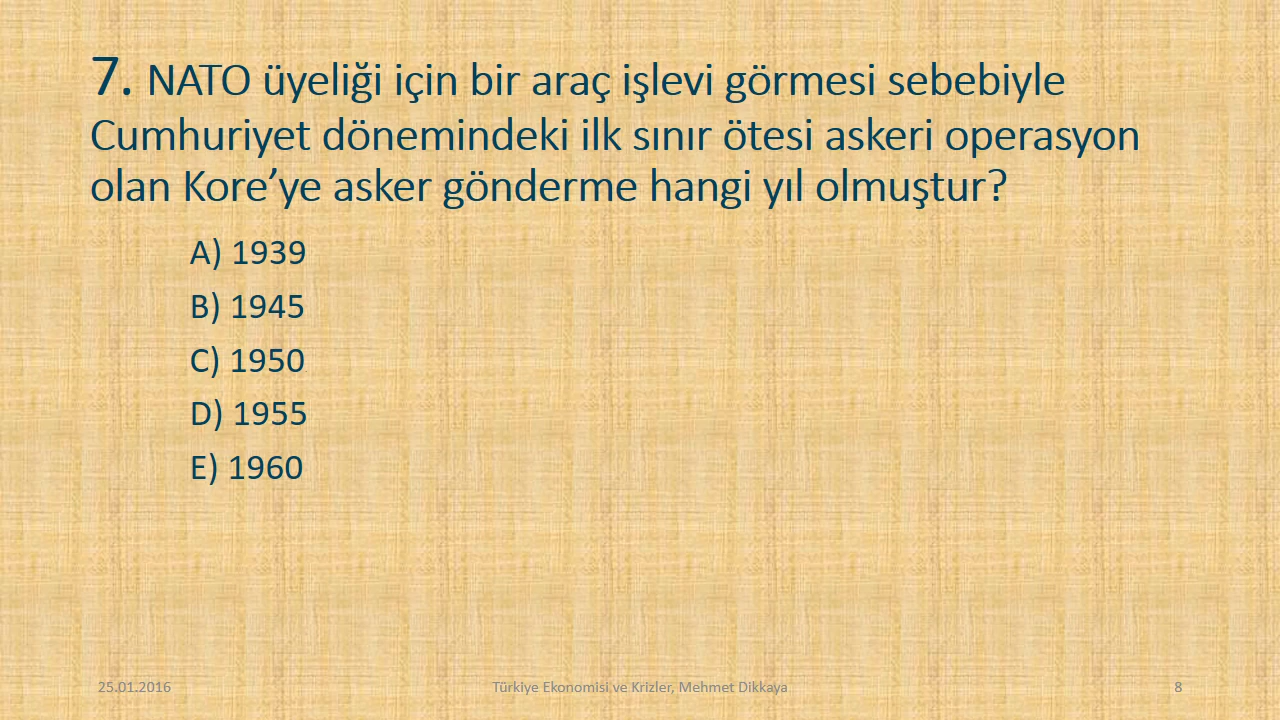 7. NATO üyeliği için bir araç işlevi görmesi sebebiyle
Cumhuriyet dönemindeki ilk sınır ötesi askeri operasyon
olan Kore’ye asker gönderme hangi yıl olmuştur?
A) 1939
B) 1945
C) 1950
D) 1955
E) 1960
25.01.2016
Türkiye Ekonomisi ve Krizler, Mehmet Dikkaya
8